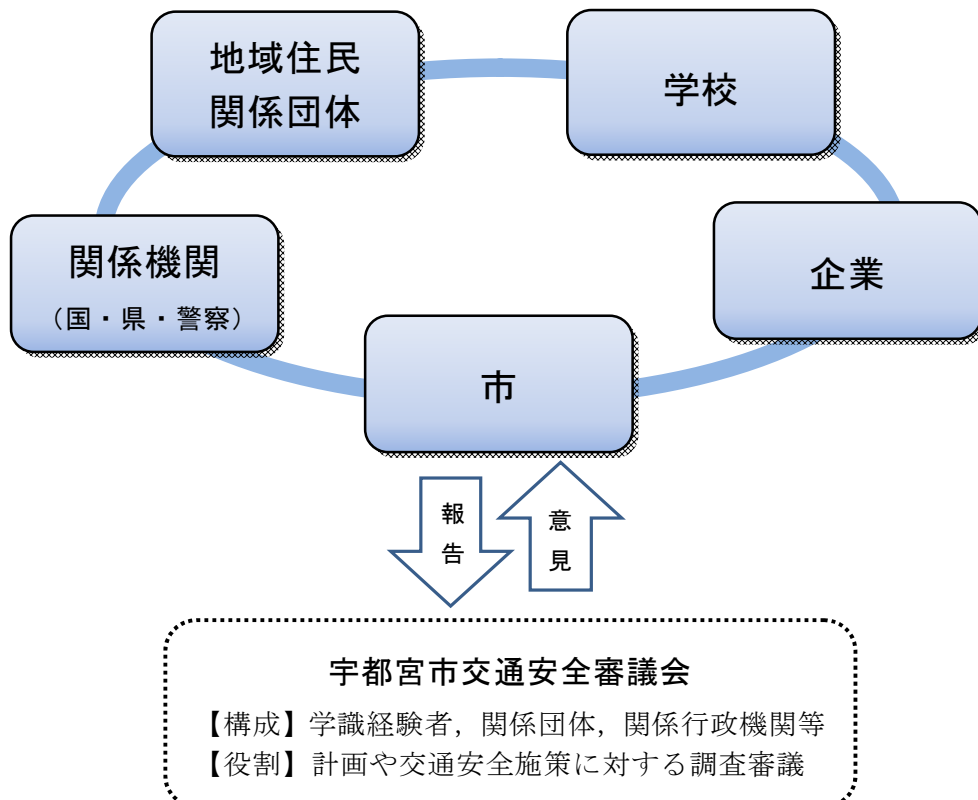 地域住民
関係団体
学校
関係機関
（国・県・警察）
企業
市
報告
意見
宇都宮市交通安全審議会
【構成】学識経験者，関係団体，関係行政機関等
【役割】計画や交通安全施策に対する調査審議